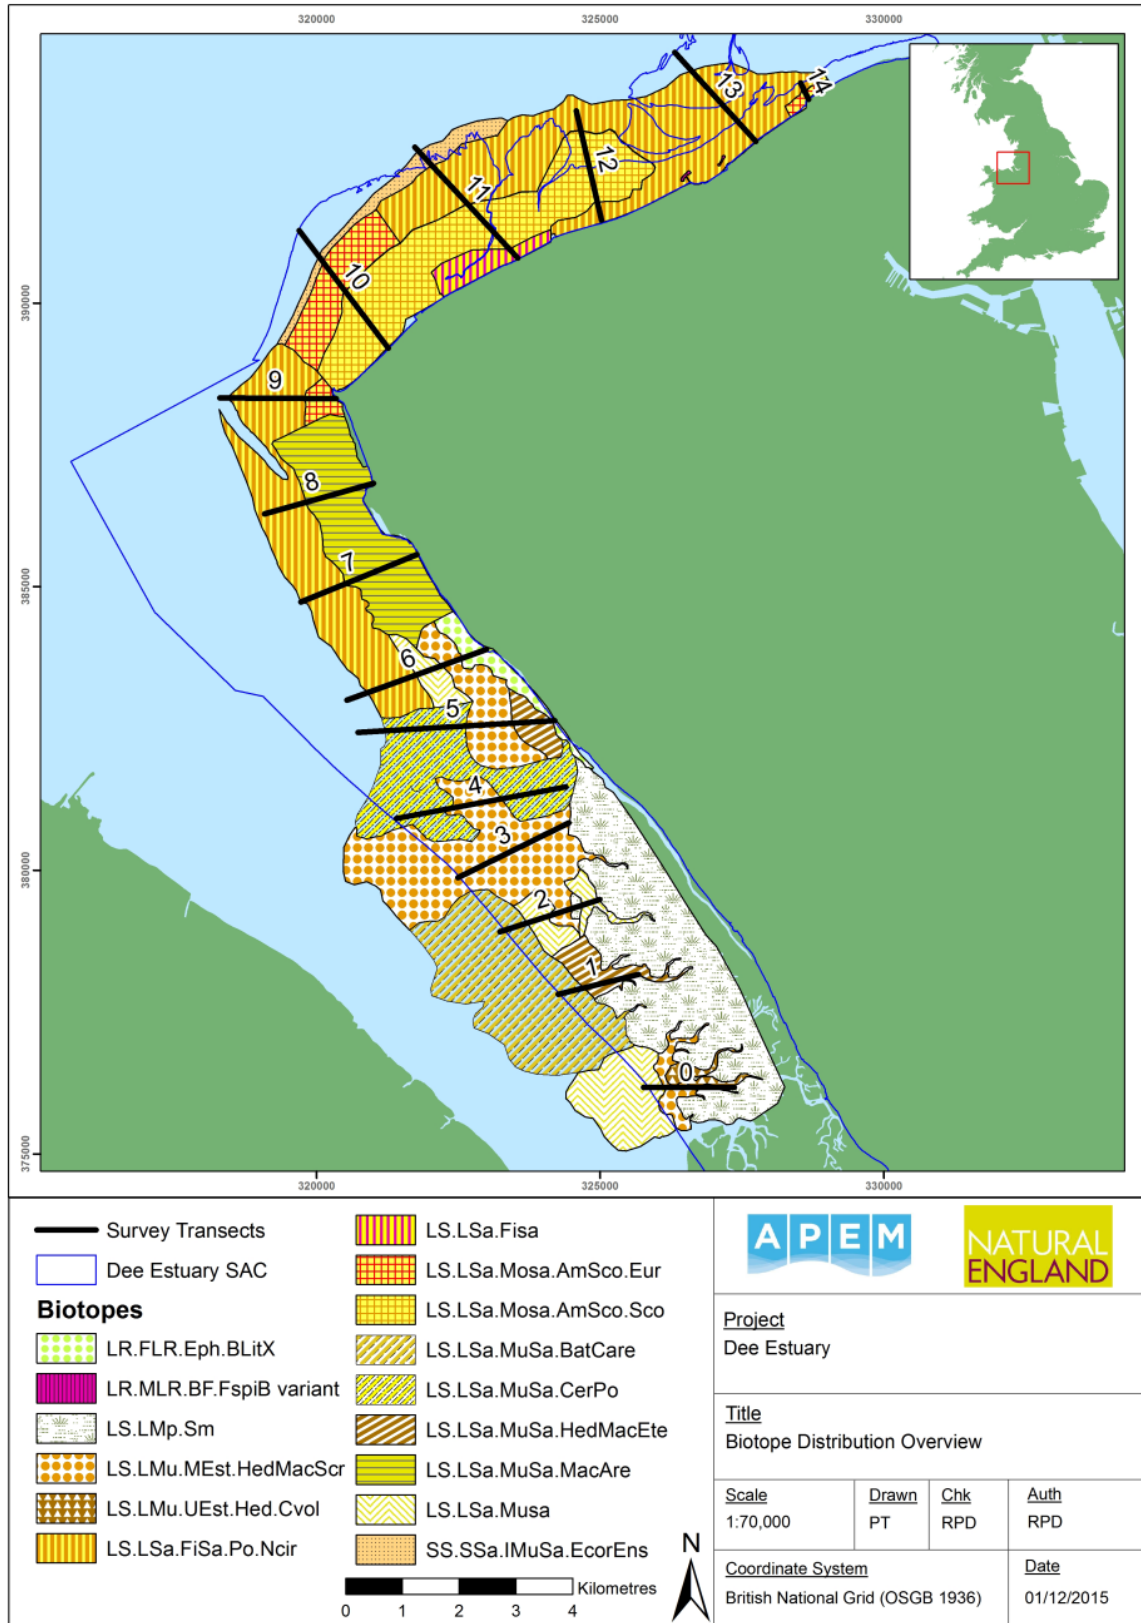 320000
325000
330000
390000
385000
380000
375000
14
13
12
11
10
9
8
7
6
5
4
3
2
1
0
320000
325000
330000
Survey Transects
Dee Estuary SAC
Biotopes
LR.FLR.Eph.BLitX
LR.MLR.BF.FspiB variant
LS.LMp.Sm
LS.LMu.MEst.HedMacScr
LS.LMu.UEst.Hed.Cvol
LS.LSa.FiSa.Po.Ncir
LS.LSa.Fisa
LS.LSa.Mosa.AmSco.Eur
LS.LSa.Mosa.AmSco.Sco
LS.LSa.MuSa.BatCare
LS.LSa.MuSa.CerPo
LS.LSa.MuSa.HedMacEte
LS.LSa.MuSa.MacAre
LS.LSa.Musa
SS.SSa.IMuSa.EcorEns
Kilometres
0 1 2 3 4
N
APEM
NATURAL
ENGLAND
Project
Dee Estuary
Title
Biotope Distribution Overview
Scale
1:70,000
Drawn
PT
Chk
RPD
Auth
RPD
Coordinate System
British National Grid (OSGB 1936)
Date
01/12/2015